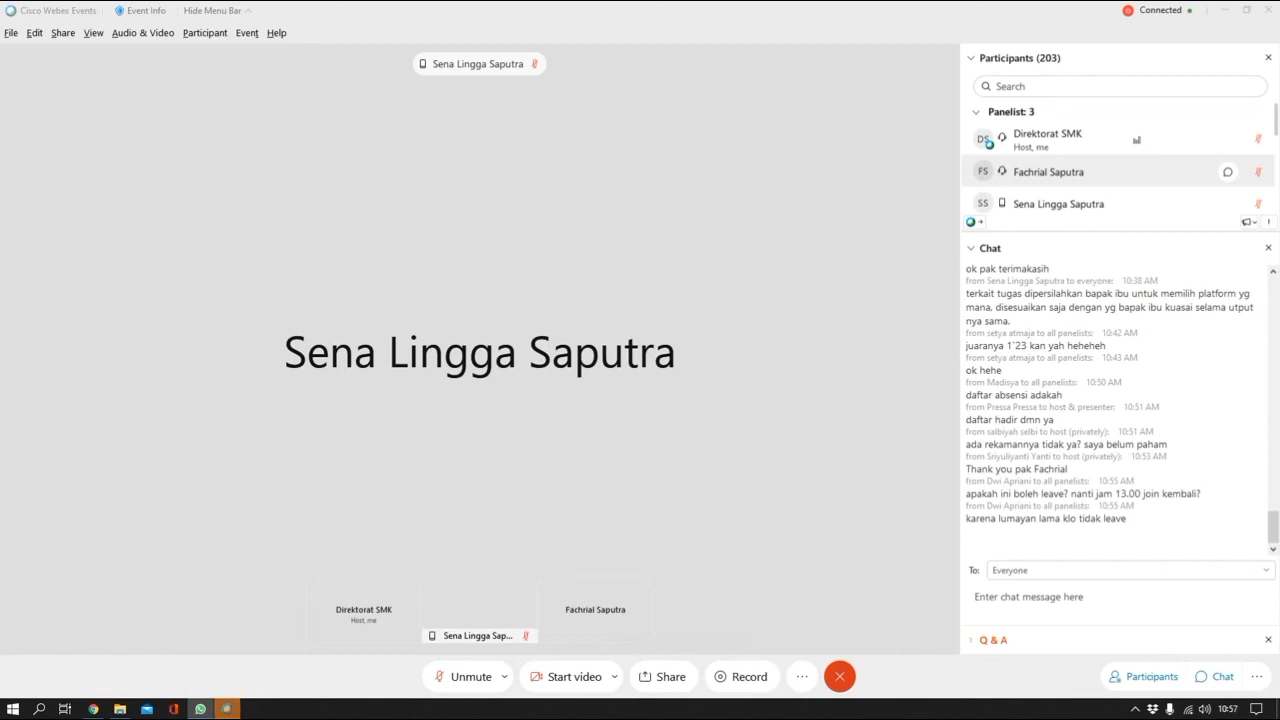 Cisco Webex Events
Event Info
Hide Menu Bar
Connected
File Edit Share View Audio & Video Participant Event Help
Sena Lingga Saputra
Participants (203)
Search
Panelist: 3
DS
Direktorat SMK
Host, me
FS
Fachrial Saputra
SS
Sena Lingga Saputra
Chat
ok pak terimakasih
from Sena Lingga Saputra to everyone: 10:38 AM
terkait tugas dipersilahkan bapak ibu untuk memilih platform yg
mana, disesuaikan saja dengan yg bapak ibu kuasai selama utput
nya sama.
from setya atmaja to all panelists: 10:42 AM
juaranya 1`23 kan yah heheheh
from setya atmaja to all panelists: 10:43 AM
ok hehe
from Madisya to all panelists: 10:50 AM
daftar absensi adakah
from Pressa Pressa to host & presenter: 10:51 AM
daftar hadir dmn ya
from salbiyah selbi to host (privately): 10:51 AM
ada rekamannya tidak ya? saya belum paham
from Sriyuliyanti Yanti to host (privately): 10:53 AM
Thank you pak Fachrial
from Dwi Apriani to all panelists: 10:55 AM
apakah ini boleh leave? nanti jam 13.00 join kembali?
from Dwi Apriani to all panelists: 10:55 AM
karena lumayan lama klo tidak leave
To: Everyone
Enter chat message here
Q & A
Sena Lingga Saputra
Direktorat SMK
Host, me
Sena Lingga Sap...
Fachrial Saputra
Unmute
Start video
Share
Record
Participants
Chat
10:57